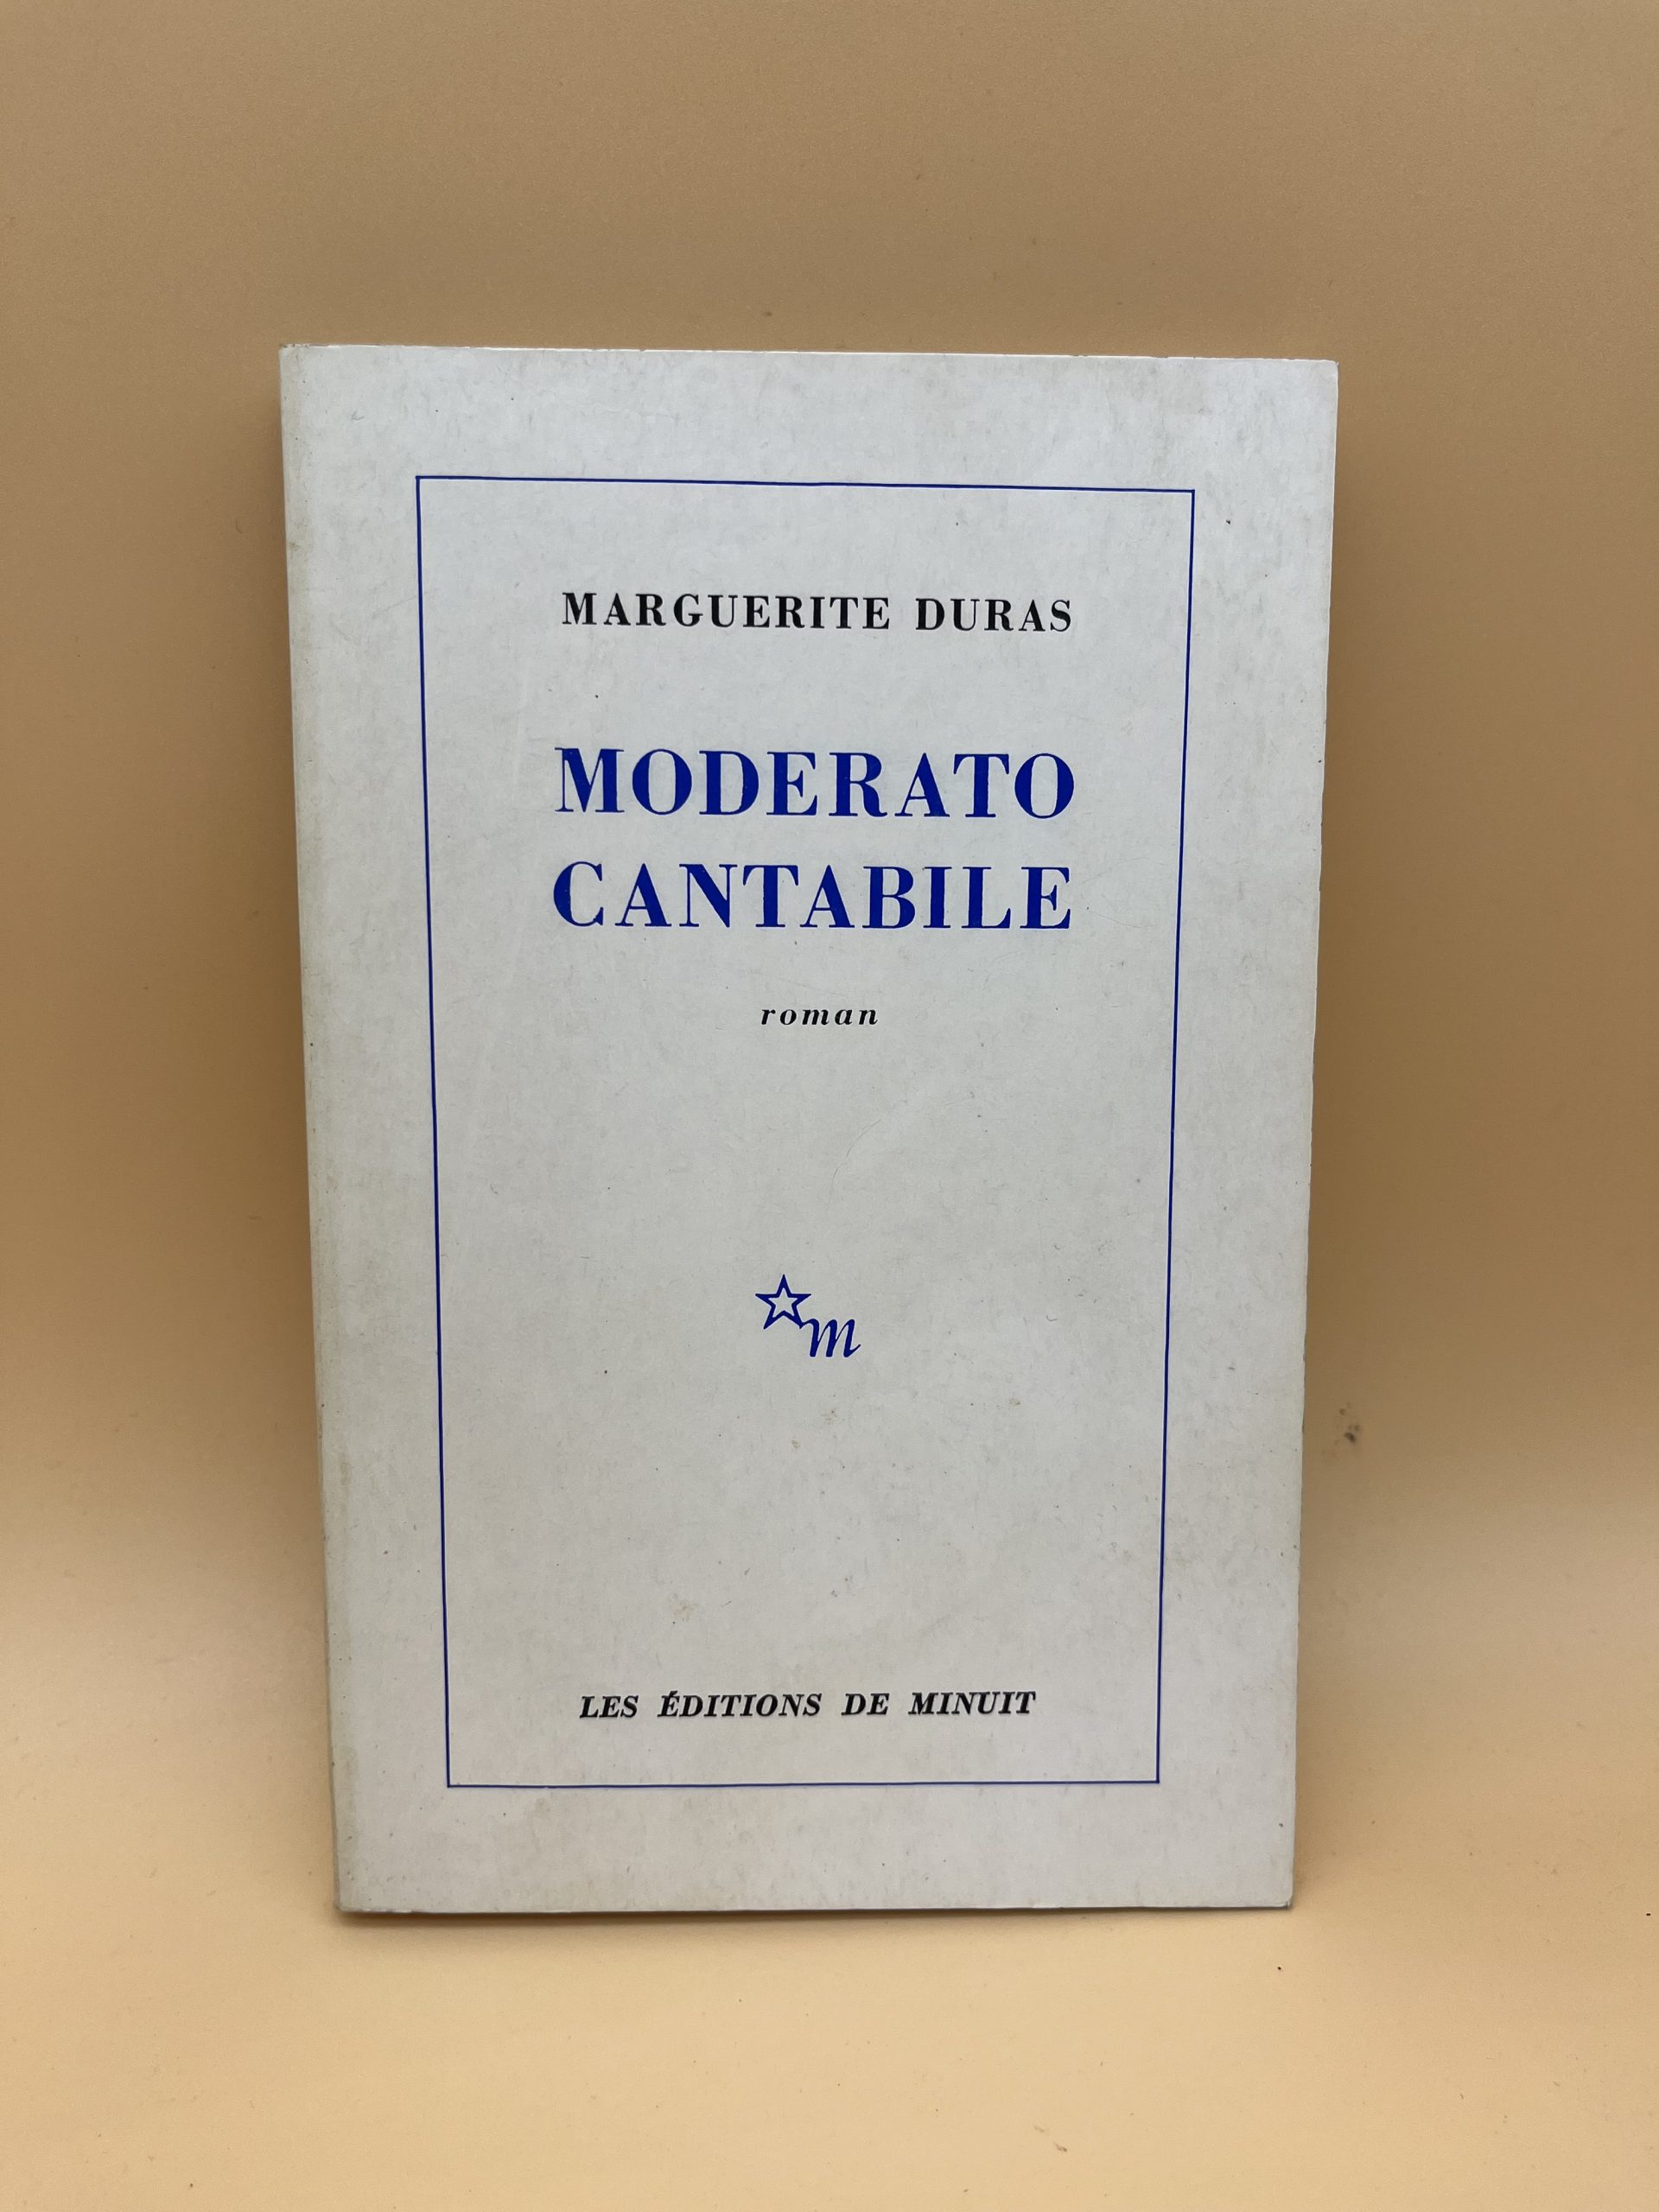 MARGUERITE DURAS
MODERATO
CANTABILE
roman
m
LES ÉDITIONS DE MINUIT